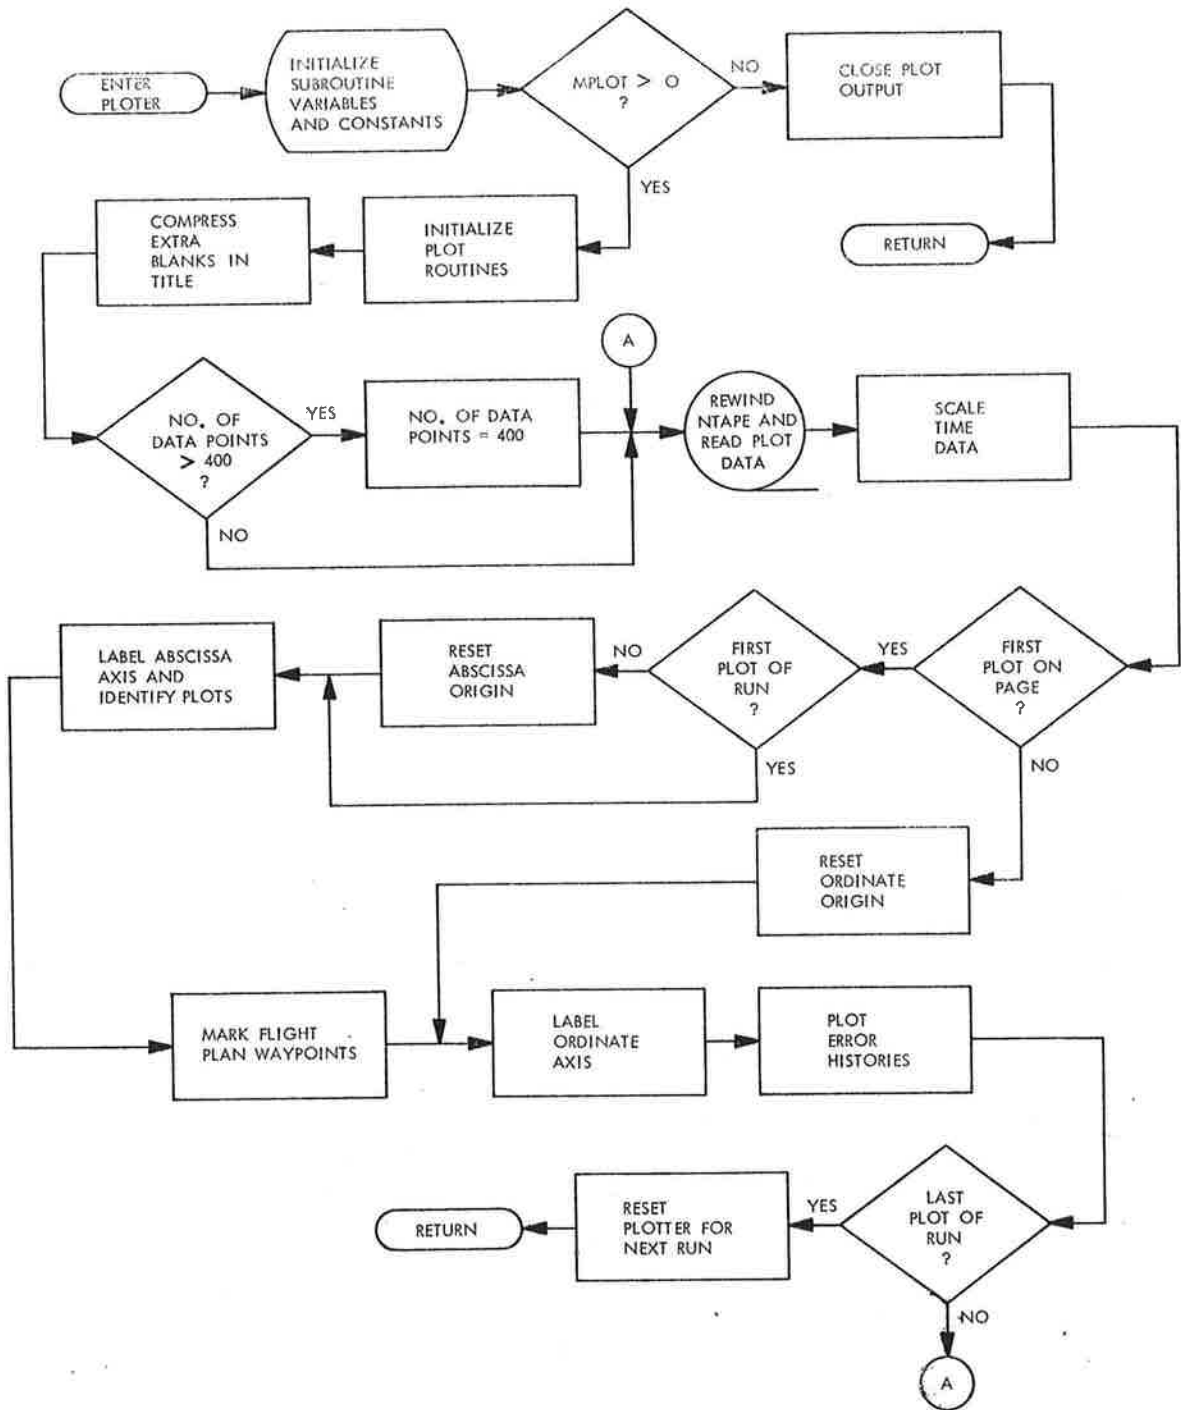 ENTER
PLOTER
INITIALIZE
SUBROUTINE
VARIABLES
AND CONSTANTS
MPLOT > O
?
NO
CLOSE PLOT
OUTPUT
YES
RETURN
INITIALIZE
PLOT
ROUTINES
COMPRESS
EXTRA
BLANKS IN
TITLE
NO. OF
DATA POINTS
> 400
?
YES
NO
NO. OF DATA
POINTS = 400
A
REWIND
NTAPE AND
READ PLOT
DATA
SCALE
TIME
DATA
FIRST
PLOT ON
PAGE
?
YES
NO
FIRST
PLOT OF
RUN
?
NO
YES
RESET
ABSCISSA
ORIGIN
LABEL ABSCISSA
AXIS AND
IDENTIFY PLOTS
RESET
ORDINATE
ORIGIN
MARK FLIGHT
PLAN WAYPOINTS
LABEL
ORDINATE
AXIS
PLOT
ERROR
HISTORIES
LAST
PLOT OF
RUN
?
YES
NO
RESET
PLOTTER FOR
NEXT RUN
RETURN
A